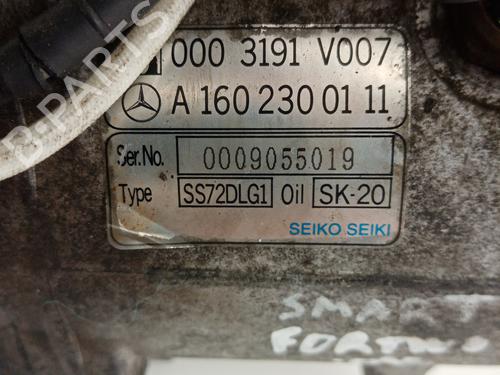 000 3191 V007
A 160 230 01 11
Ser.No. 0009055019
Type SS72DLG1 Oil SK-20
SEIKO SEIKI
SMART
FORTWO
B-PARTS